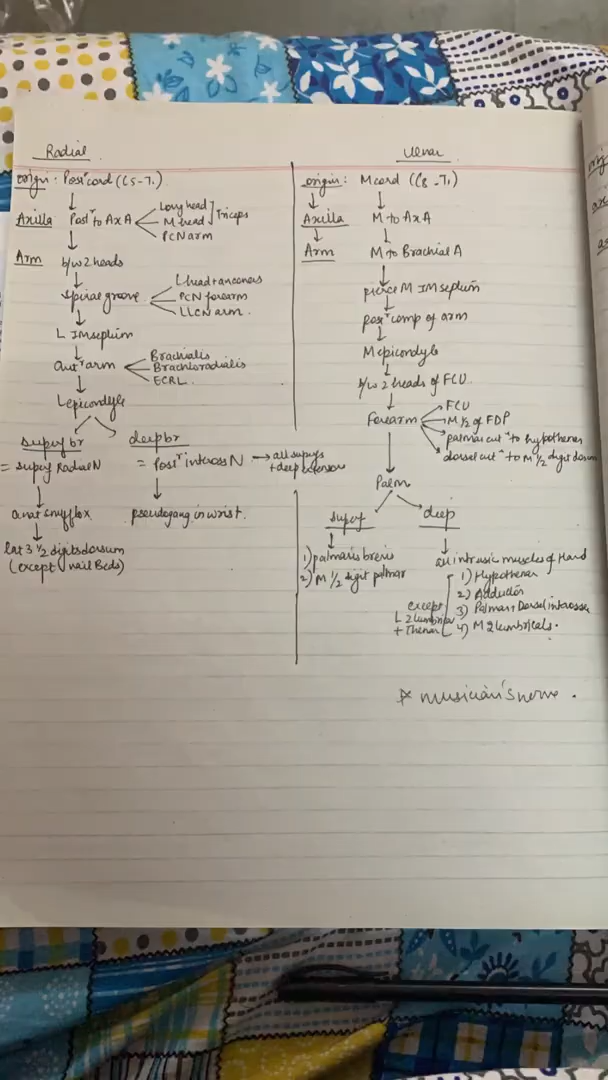 Radial
origin: Post^r cord (C5-T1)
Axilla Post^r to AxA
Long head
M head
Triceps
PCN arm
Arm b/w 2 heads
spiral groove
L head + anconeus
PCN forearm
LLCN arm.
L IM septum
ant^r arm
Brachialis
Brachioradialis
ECRL.
L epicondyle
superf br
= superf Radial N
anat snuffbox
lat 3 1/2 digits dorsum
(except nail Beds)
deep br
= Post^r inteross N → all superf
+ deep extensors
pseudogang in wrist.
Ulnar
origin: M cord (C8-T1)
Axilla M to AxA
Arm M to Brachial A
pierce M IM septum
post^r comp of arm
M epicondyle
b/w 2 heads of FCU
Forearm
FCU
M 1/2 of FDP
palmar cut^n to hypothenar
dorsal cut^n to M 1/2 digit dorsum
Palm
superf
1) palmaris brevis
2) M 1/2 digit palmar
deep
all intrinsic muscles of Hand
1) Hypothenar
2) Adductor
3) Palmar + Dorsal interossei
4) M 2 lumbricals.
except
L 2 lumbrical
+ Thenar
* musician's nerve.